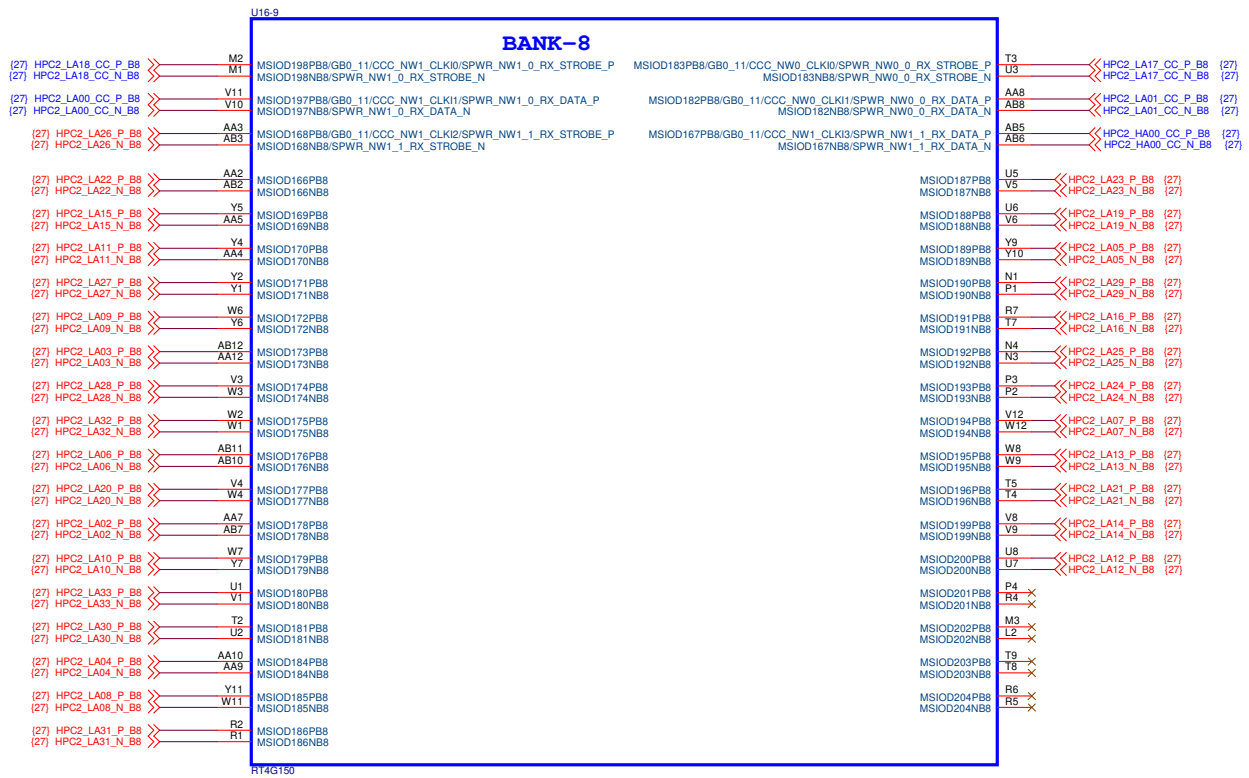 U16-9
BANK-8
{27} HPC2_LA18_CC_P_B8 M2 MSIOD198PB8/GB0_11/CCC_NW1_CLKI0/SPWR_NW1_0_RX_STROBE_P MSIOD183PB8/GB0_11/CCC_NW0_CLKI0/SPWR_NW0_0_RX_STROBE_P T3 HPC2_LA17_CC_P_B8 {27}
{27} HPC2_LA18_CC_N_B8 M1 MSIOD198NB8/SPWR_NW1_0_RX_STROBE_N MSIOD183NB8/SPWR_NW0_0_RX_STROBE_N U3 HPC2_LA17_CC_N_B8 {27}
{27} HPC2_LA00_CC_P_B8 V11 MSIOD197PB8/GB0_11/CCC_NW1_CLKI1/SPWR_NW1_0_RX_DATA_P MSIOD182PB8/GB0_11/CCC_NW0_CLKI1/SPWR_NW0_0_RX_DATA_P AA8 HPC2_LA01_CC_P_B8 {27}
{27} HPC2_LA00_CC_N_B8 V10 MSIOD197NB8/SPWR_NW1_0_RX_DATA_N MSIOD182NB8/SPWR_NW0_0_RX_DATA_N AB8 HPC2_LA01_CC_N_B8 {27}
{27} HPC2_LA26_P_B8 AA3 MSIOD168PB8/GB0_11/CCC_NW1_CLKI2/SPWR_NW1_1_RX_STROBE_P MSIOD167PB8/GB0_11/CCC_NW1_CLKI3/SPWR_NW1_1_RX_DATA_P AB5 HPC2_HA00_CC_P_B8 {27}
{27} HPC2_LA26_N_B8 AB3 MSIOD168NB8/SPWR_NW1_1_RX_STROBE_N MSIOD167NB8/SPWR_NW1_1_RX_DATA_N AB6 HPC2_HA00_CC_N_B8 {27}
{27} HPC2_LA22_P_B8 AA2 MSIOD166PB8 MSIOD187PB8 U5 HPC2_LA23_P_B8 {27}
{27} HPC2_LA22_N_B8 AB2 MSIOD166NB8 MSIOD187NB8 V5 HPC2_LA23_N_B8 {27}
{27} HPC2_LA15_P_B8 Y5 MSIOD169PB8 MSIOD188PB8 U6 HPC2_LA19_P_B8 {27}
{27} HPC2_LA15_N_B8 AA5 MSIOD169NB8 MSIOD188NB8 V6 HPC2_LA19_N_B8 {27}
{27} HPC2_LA11_P_B8 Y4 MSIOD170PB8 MSIOD189PB8 Y9 HPC2_LA05_P_B8 {27}
{27} HPC2_LA11_N_B8 AA4 MSIOD170NB8 MSIOD189NB8 Y10 HPC2_LA05_N_B8 {27}
{27} HPC2_LA27_P_B8 Y2 MSIOD171PB8 MSIOD190PB8 N1 HPC2_LA29_P_B8 {27}
{27} HPC2_LA27_N_B8 Y1 MSIOD171NB8 MSIOD190NB8 P1 HPC2_LA29_N_B8 {27}
{27} HPC2_LA09_P_B8 W6 MSIOD172PB8 MSIOD191PB8 R7 HPC2_LA16_P_B8 {27}
{27} HPC2_LA09_N_B8 Y6 MSIOD172NB8 MSIOD191NB8 T7 HPC2_LA16_N_B8 {27}
{27} HPC2_LA03_P_B8 AB12 MSIOD173PB8 MSIOD192PB8 N4 HPC2_LA25_P_B8 {27}
{27} HPC2_LA03_N_B8 AA12 MSIOD173NB8 MSIOD192NB8 N3 HPC2_LA25_N_B8 {27}
{27} HPC2_LA28_P_B8 V3 MSIOD174PB8 MSIOD193PB8 P3 HPC2_LA24_P_B8 {27}
{27} HPC2_LA28_N_B8 W3 MSIOD174NB8 MSIOD193NB8 P2 HPC2_LA24_N_B8 {27}
{27} HPC2_LA32_P_B8 W2 MSIOD175PB8 MSIOD194PB8 V12 HPC2_LA07_P_B8 {27}
{27} HPC2_LA32_N_B8 W1 MSIOD175NB8 MSIOD194NB8 W12 HPC2_LA07_N_B8 {27}
{27} HPC2_LA06_P_B8 AB11 MSIOD176PB8 MSIOD195PB8 W8 HPC2_LA13_P_B8 {27}
{27} HPC2_LA06_N_B8 AB10 MSIOD176NB8 MSIOD195NB8 W9 HPC2_LA13_N_B8 {27}
{27} HPC2_LA20_P_B8 V4 MSIOD177PB8 MSIOD196PB8 T5 HPC2_LA21_P_B8 {27}
{27} HPC2_LA20_N_B8 W4 MSIOD177NB8 MSIOD196NB8 T4 HPC2_LA21_N_B8 {27}
{27} HPC2_LA02_P_B8 AA7 MSIOD178PB8 MSIOD199PB8 V8 HPC2_LA14_P_B8 {27}
{27} HPC2_LA02_N_B8 AB7 MSIOD178NB8 MSIOD199NB8 V9 HPC2_LA14_N_B8 {27}
{27} HPC2_LA10_P_B8 W7 MSIOD179PB8 MSIOD200PB8 U8 HPC2_LA12_P_B8 {27}
{27} HPC2_LA10_N_B8 Y7 MSIOD179NB8 MSIOD200NB8 U7 HPC2_LA12_N_B8 {27}
{27} HPC2_LA33_P_B8 U1 MSIOD180PB8 MSIOD201PB8 P4
{27} HPC2_LA33_N_B8 V1 MSIOD180NB8 MSIOD201NB8 R4
{27} HPC2_LA30_P_B8 T2 MSIOD181PB8 MSIOD202PB8 M3
{27} HPC2_LA30_N_B8 U2 MSIOD181NB8 MSIOD202NB8 L2
{27} HPC2_LA04_P_B8 AA10 MSIOD184PB8 MSIOD203PB8 T9
{27} HPC2_LA04_N_B8 AA9 MSIOD184NB8 MSIOD203NB8 T8
{27} HPC2_LA08_P_B8 Y11 MSIOD185PB8 MSIOD204PB8 R6
{27} HPC2_LA08_N_B8 W11 MSIOD185NB8 MSIOD204NB8 R5
{27} HPC2_LA31_P_B8 R2 MSIOD186PB8
{27} HPC2_LA31_N_B8 R1 MSIOD186NB8
RT4G150